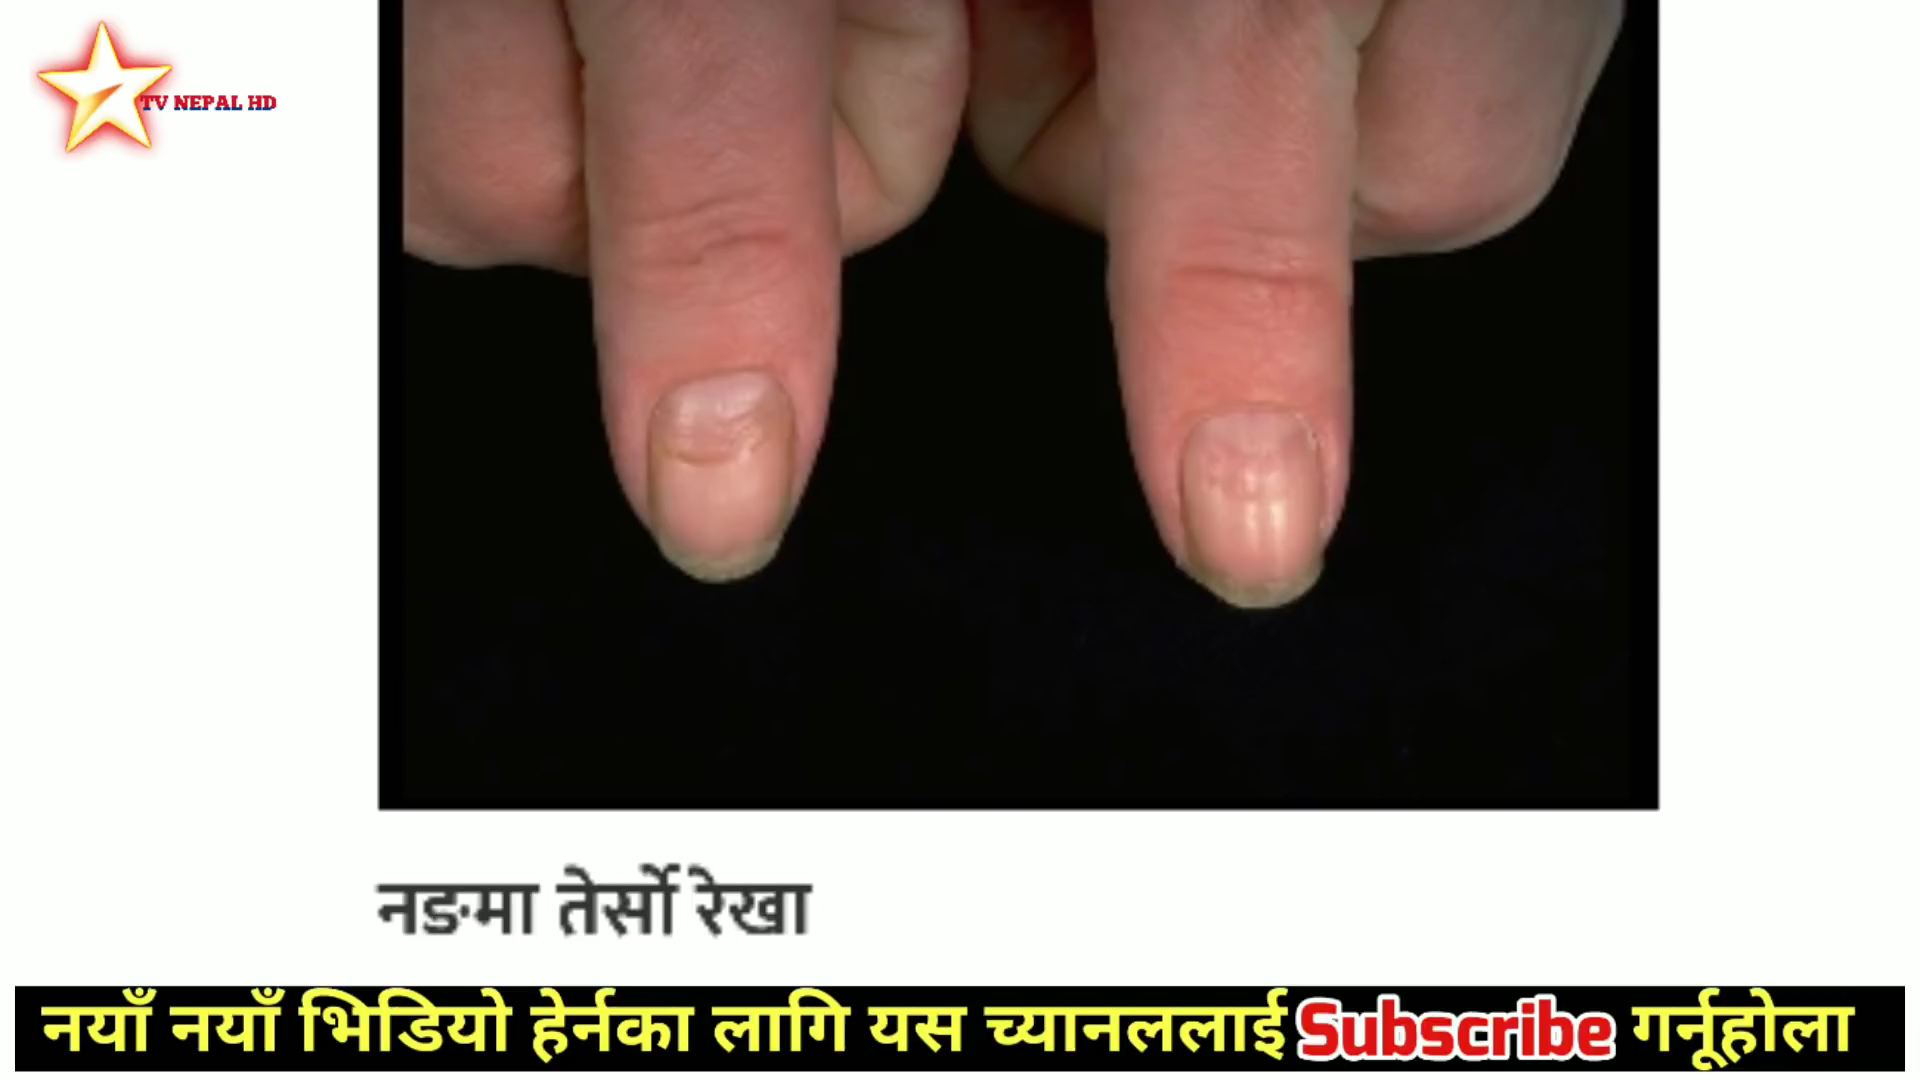 TV NEPAL HD
नङमा तेर्सो रेखा
नयाँ नयाँ भिडियो हेर्नका लागि यस च्यानललाई Subscribe गर्नूहोला